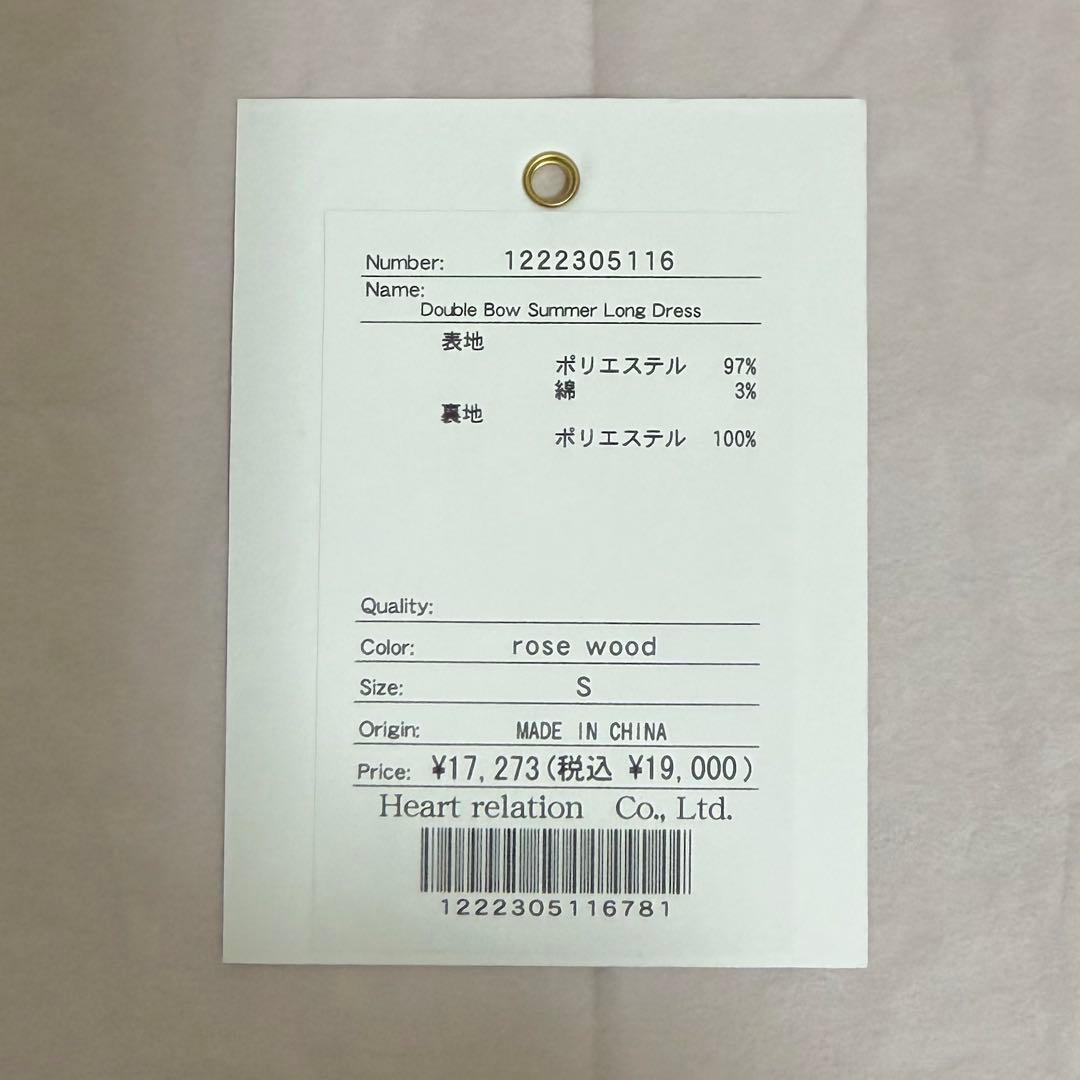 Number: 1222305116
Name:
Double Bow Summer Long Dress
表地
ポリエステル 97%
綿 3%
裏地
ポリエステル 100%
Quality:
Color: rose wood
Size: S
Origin: MADE IN CHINA
Price: ¥17,273(税込 ¥19,000)
Heart relation Co., Ltd.
1222305116781